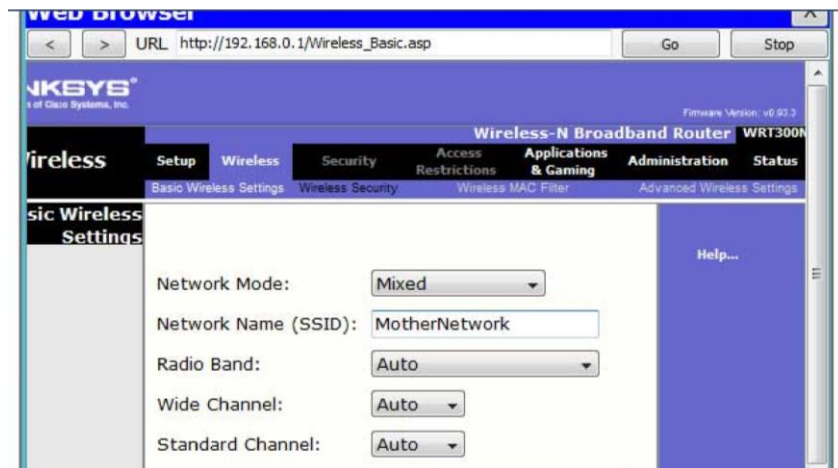 Web Browser
< > URL http://192.168.0.1/Wireless_Basic.asp Go Stop
NKSYS®
n of Cisco Systems, Inc.
Firmware Version: v0.93.3
Wireless-N Broadband Router WRT300N
ireless Setup Wireless Security Access Restrictions Applications & Gaming Administration Status
Basic Wireless Settings Wireless Security Wireless MAC Filter Advanced Wireless Settings
sic Wireless
Settings
Help...
Network Mode: Mixed
Network Name (SSID): MotherNetwork
Radio Band: Auto
Wide Channel: Auto
Standard Channel: Auto